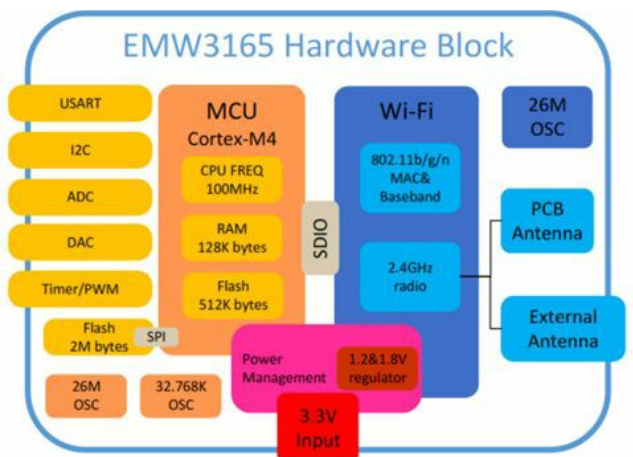 EMW3165 Hardware Block
USART
I2C
ADC
DAC
Timer/PWM
Flash
2M bytes
SPI
26M
OSC
32.768K
OSC
MCU
Cortex-M4
CPU FREQ
100MHz
RAM
128K bytes
Flash
512K bytes
SDIO
Wi-Fi
802.11b/g/n
MAC&
Baseband
2.4GHz
radio
26M
OSC
PCB
Antenna
External
Antenna
Power
Management
1.2&1.8V
regulator
3.3V
Input